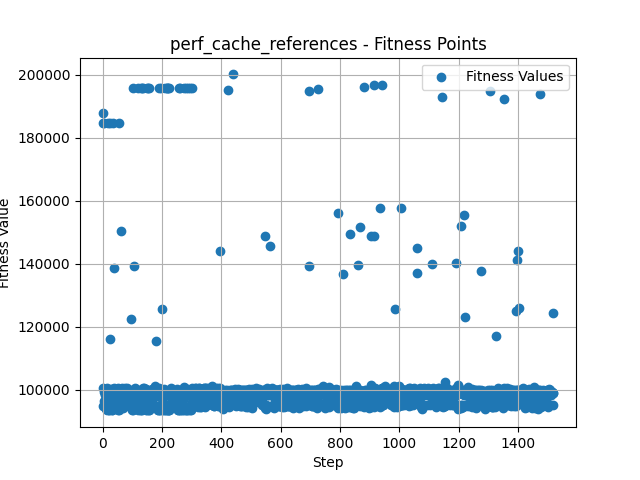 perf_cache_references - Fitness Points
Fitness Values
200000
180000
160000
140000
120000
100000
Fitness Value
0 200 400 600 800 1000 1200 1400
Step